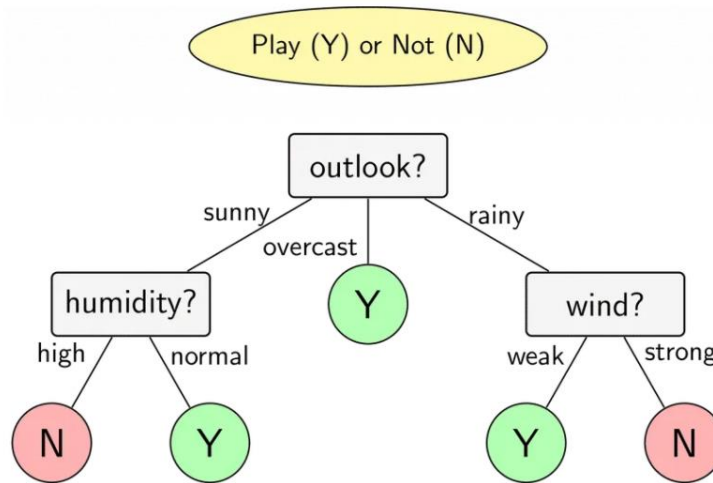 Play (Y) or Not (N)
outlook?
sunny
rainy
overcast
humidity?
Y
wind?
high
normal
weak
strong
N
Y
Y
N